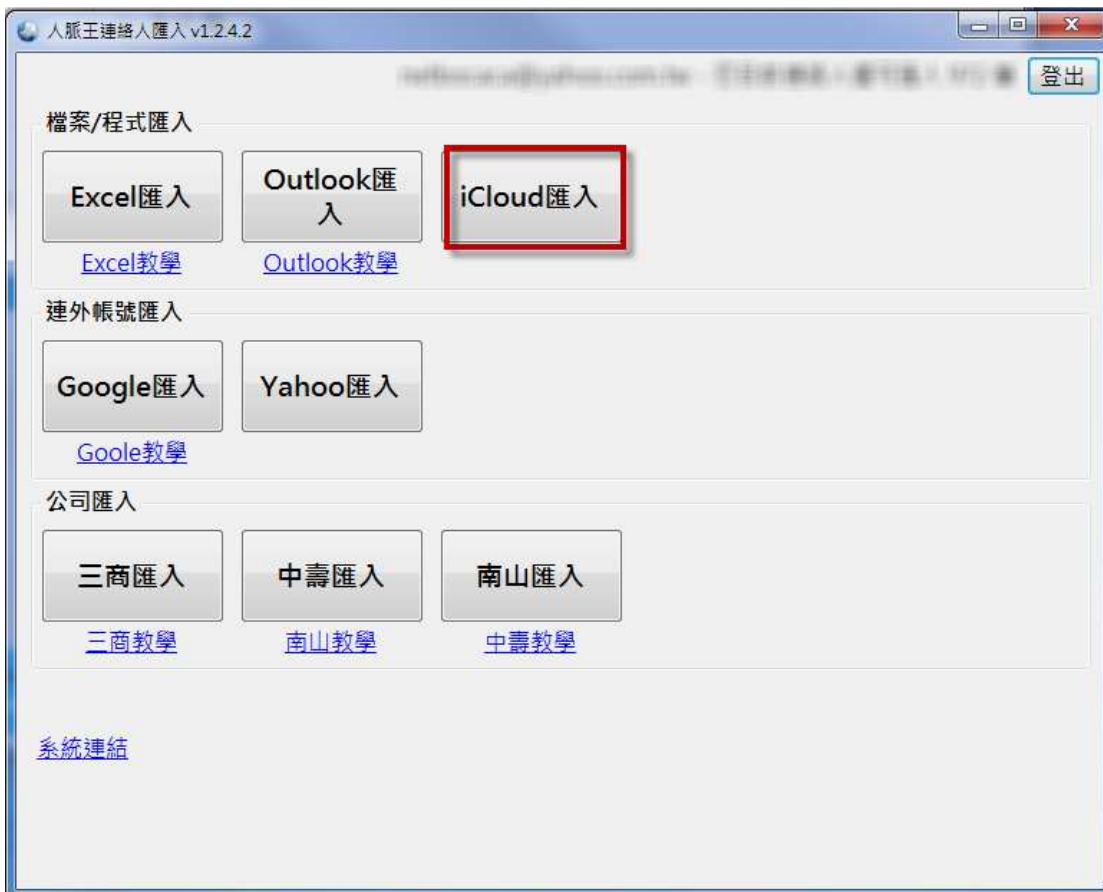 人脈王連絡人匯入 v1.2.4.2
登出
檔案/程式匯入
Excel匯入
Outlook匯
入
iCloud匯入
Excel教學
Outlook教學
連外帳號匯入
Google匯入
Yahoo匯入
Goole教學
公司匯入
三商匯入
中壽匯入
南山匯入
三商教學
南山教學
中壽教學
系統連結